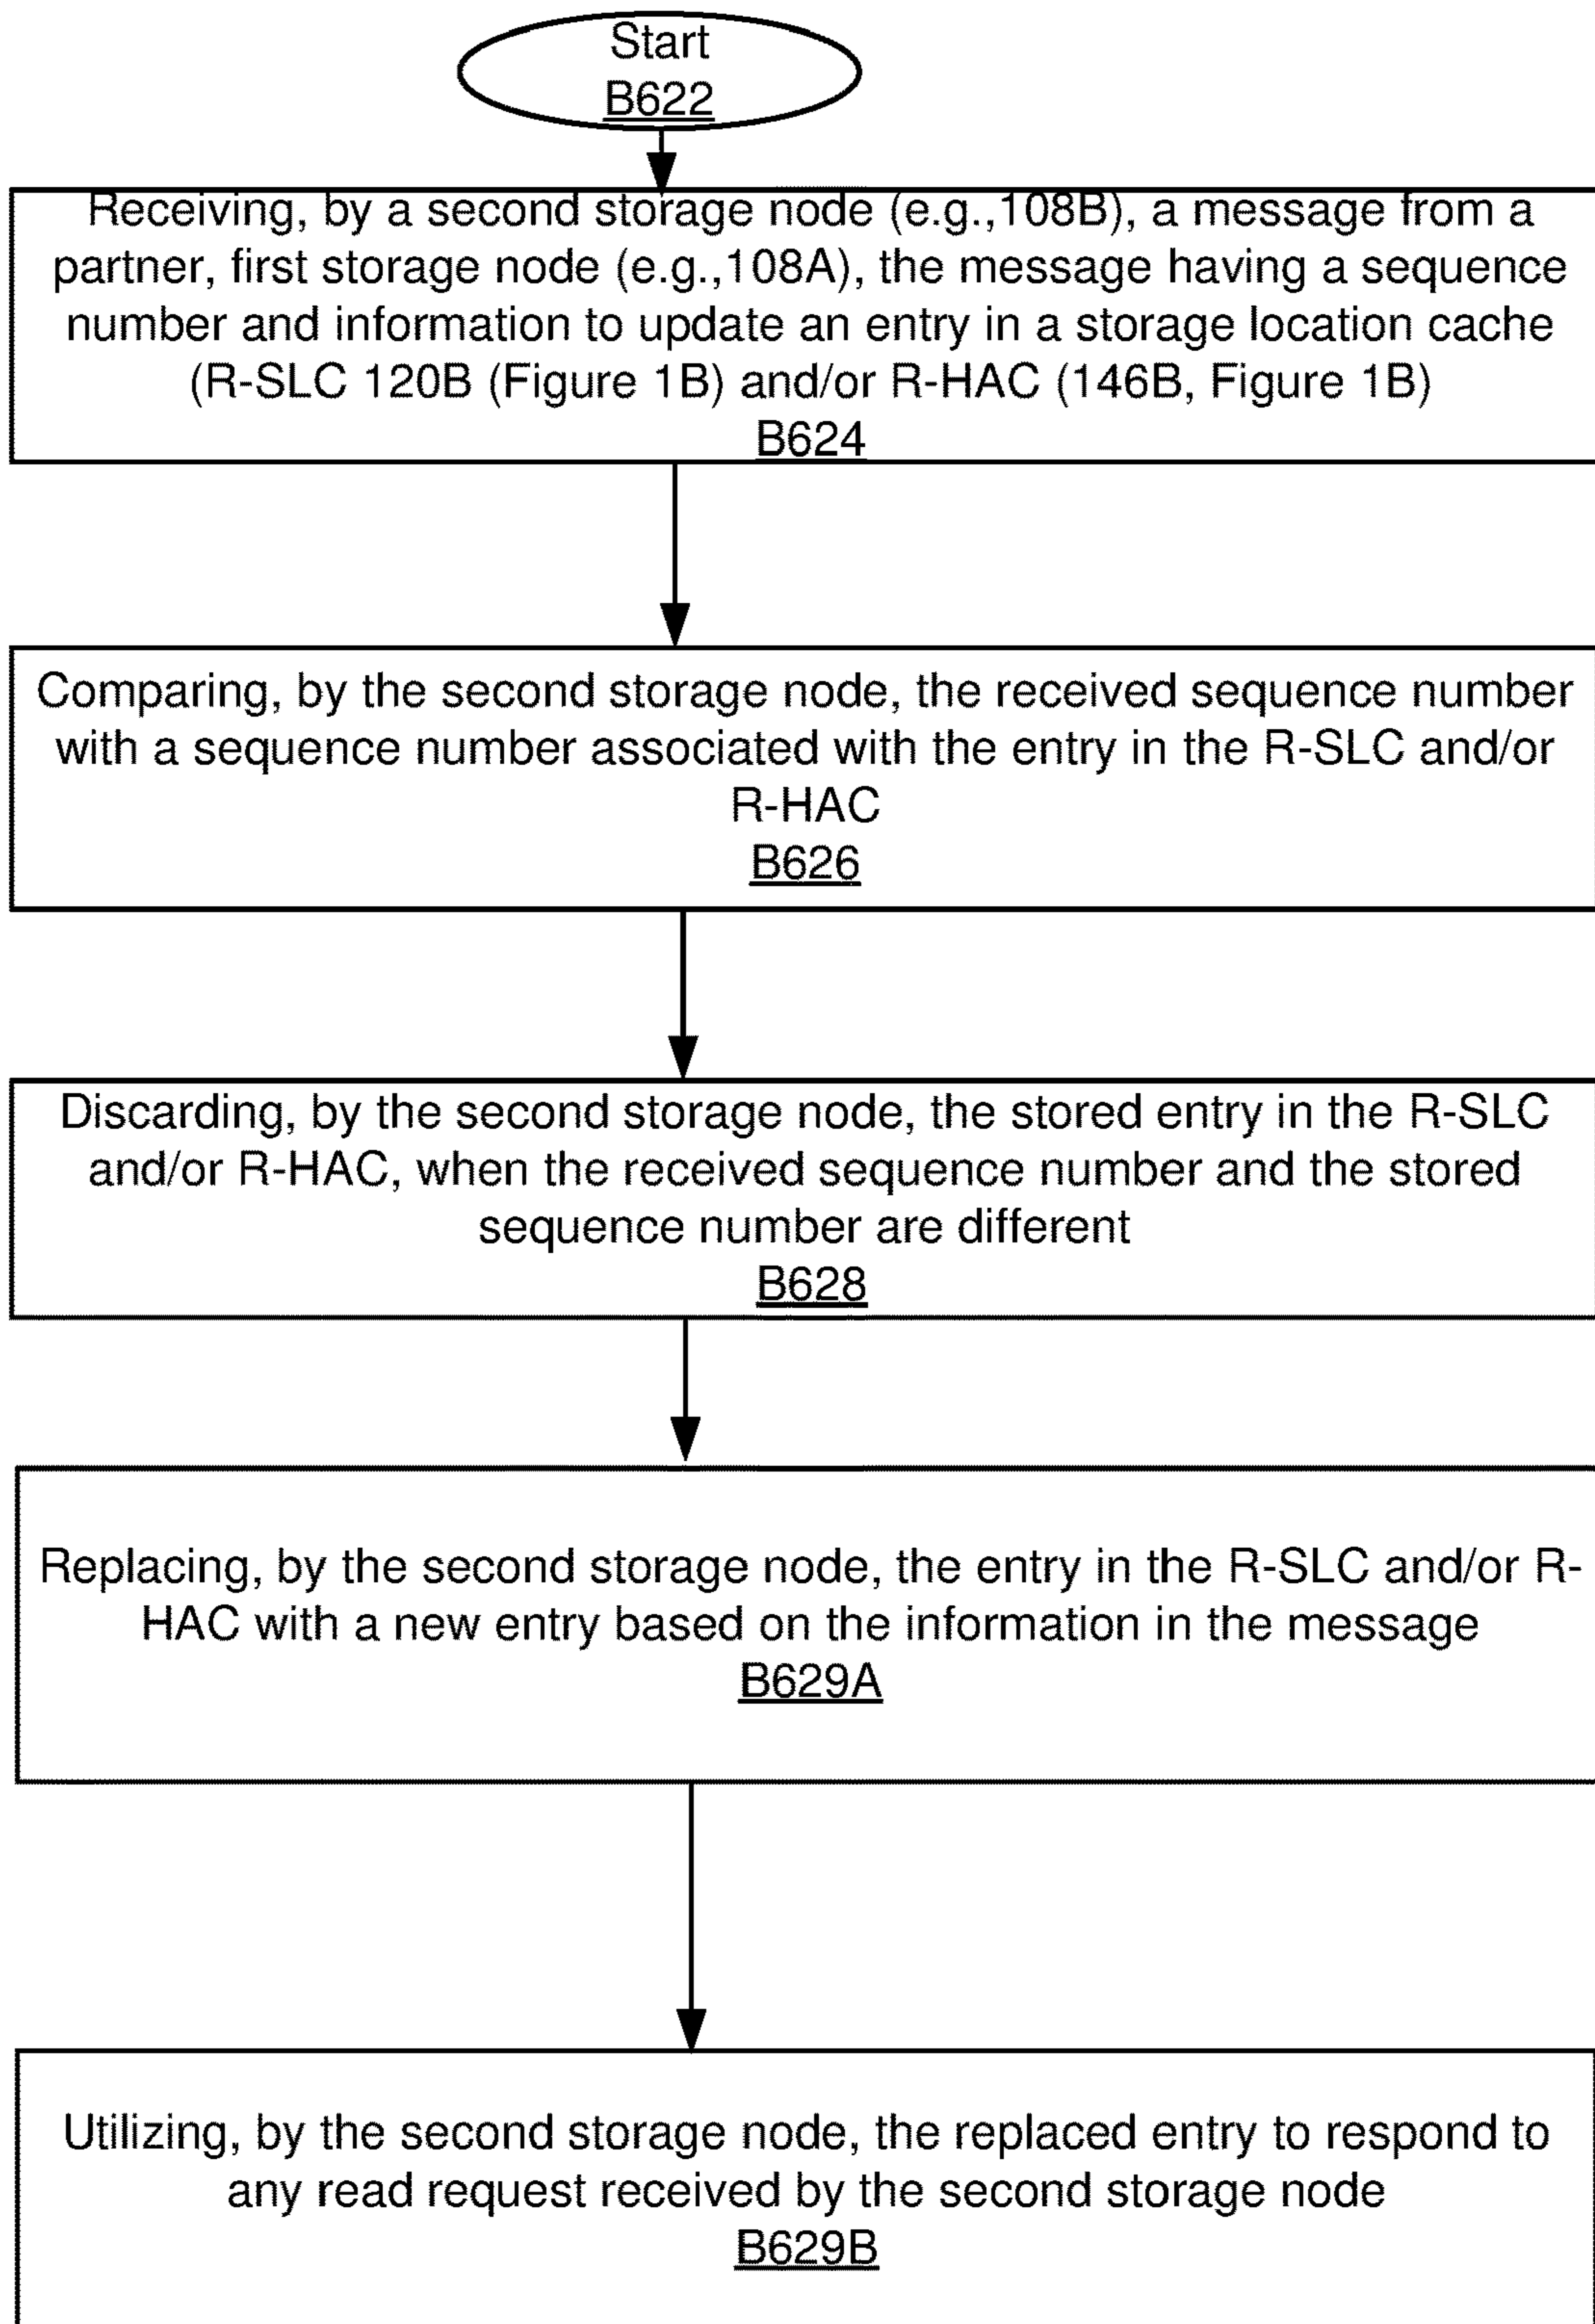 Start
B622
Receiving, by a second storage node (e.g.,108B), a message from a
partner, first storage node (e.g.,108A), the message having a sequence
number and information to update an entry in a storage location cache
(R-SLC 120B (Figure 1B) and/or R-HAC (146B, Figure 1B)
B624
Comparing, by the second storage node, the received sequence number
with a sequence number associated with the entry in the R-SLC and/or
R-HAC
B626
Discarding, by the second storage node, the stored entry in the R-SLC
and/or R-HAC, when the received sequence number and the stored
sequence number are different
B628
Replacing, by the second storage node, the entry in the R-SLC and/or R-
HAC with a new entry based on the information in the message
B629A
Utilizing, by the second storage node, the replaced entry to respond to
any read request received by the second storage node
B629B